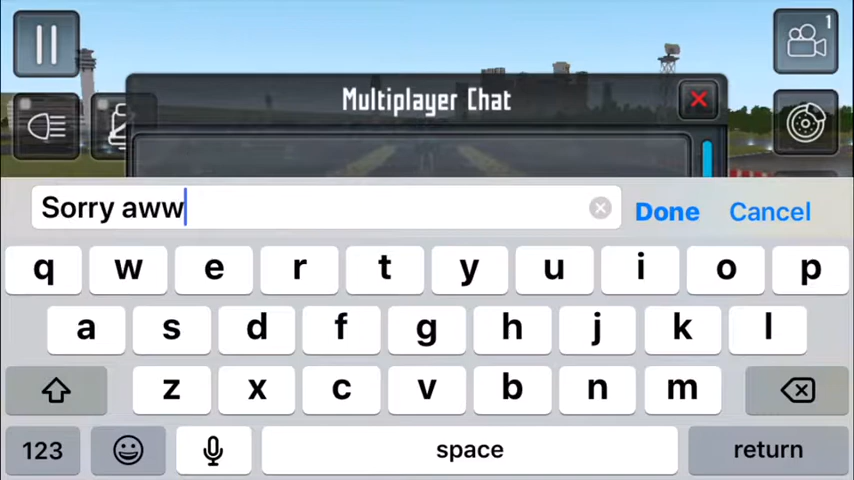 1
Multiplayer Chat
Sorry aww
Done
Cancel
q w e r t y u i o p
a s d f g h j k l
z x c v b n m
123
space
return